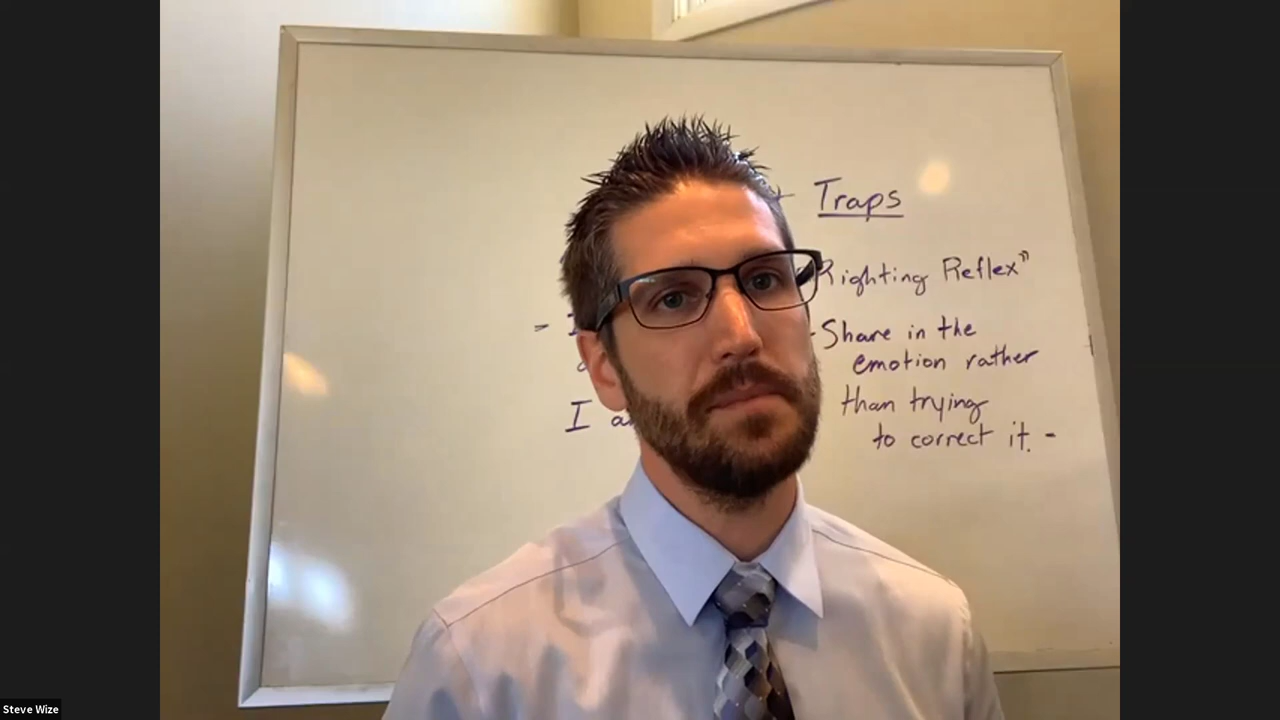 Traps
Righting Reflex"
- Share in the
emotion rather
than trying
to correct it. -
I
Steve Wize